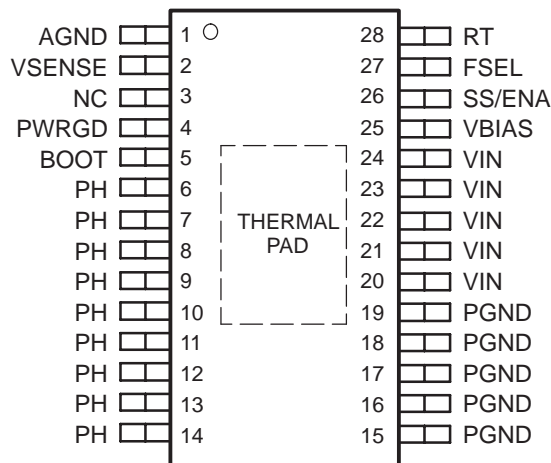 AGND 1 28 RT
VSENSE 2 27 FSEL
NC 3 26 SS/ENA
PWRGD 4 25 VBIAS
BOOT 5 24 VIN
PH 6 23 VIN
PH 7 22 VIN
PH 8 21 VIN
PH 9 20 VIN
PH 10 19 PGND
PH 11 18 PGND
PH 12 17 PGND
PH 13 16 PGND
PH 14 15 PGND
THERMAL
PAD